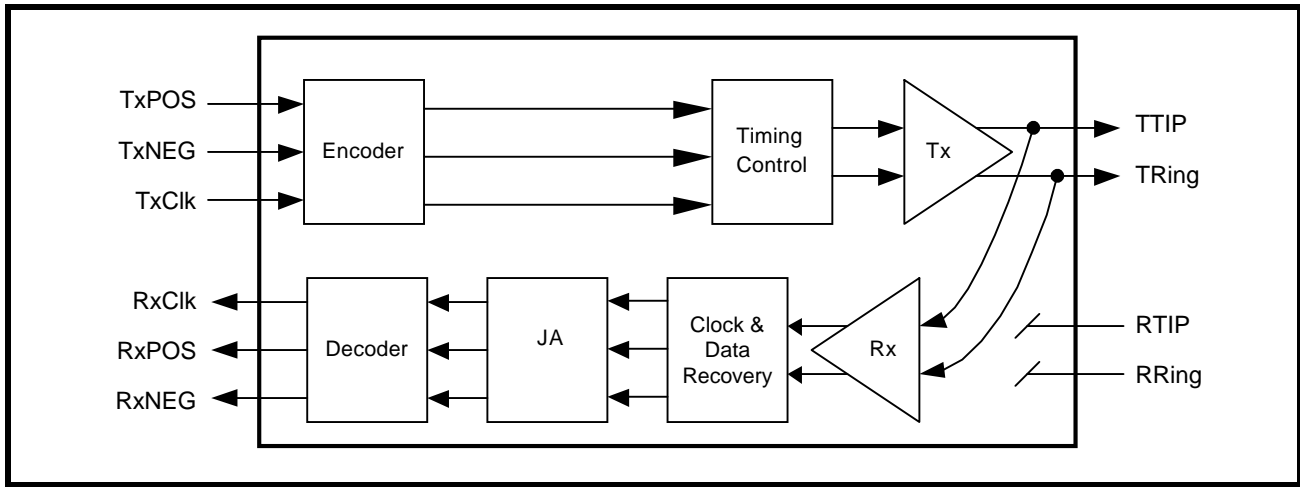 TxPOS
TxNEG
TxClk
Encoder
Timing
Control
Tx
TTIP
TRing
RxClk
RxPOS
RxNEG
Decoder
JA
Clock &
Data
Recovery
Rx
RTIP
RRing